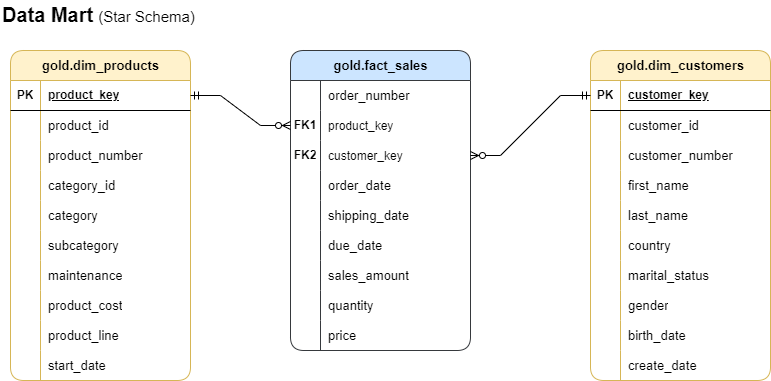 Data Mart (Star Schema)
gold.dim_products
PK product_key
product_id
product_number
category_id
category
subcategory
maintenance
product_cost
product_line
start_date
gold.fact_sales
order_number
FK1 product_key
FK2 customer_key
order_date
shipping_date
due_date
sales_amount
quantity
price
gold.dim_customers
PK customer_key
customer_id
customer_number
first_name
last_name
country
marital_status
gender
birth_date
create_date